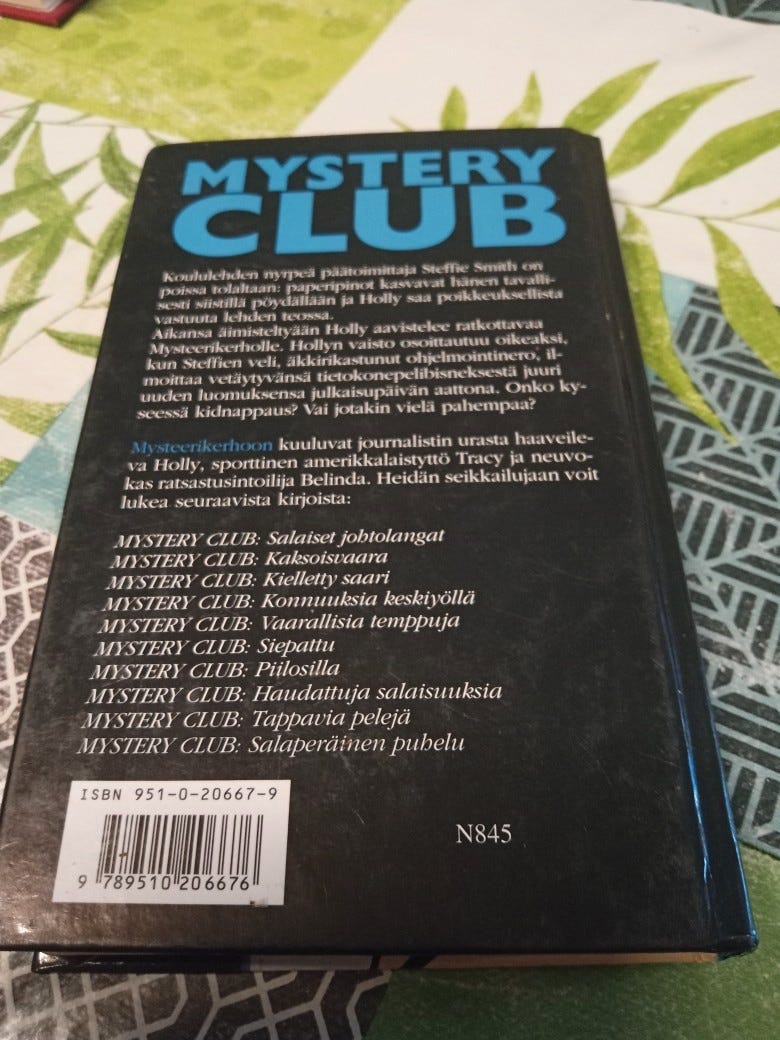 MYSTERY
CLUB
Koululehden nyrpeä päätoimittaja Steffie Smith on
poissa tolaltaan: paperipinot kasvavat hänen tavalli-
sesti siistillä pöydällään ja Holly saa poikkeuksellista
vastuuta lehden teossa.
Aikansa äimisteltyään Holly aavistelee ratkottavaa
Mysteerikerholle. Hollyn vaisto osoittautuu oikeaksi,
kun Steffien veli, äkkirikastunut ohjelmointinero, il-
moittaa vetäytyvänsä tietokonepelibisneksestä juuri
uuden luomuksensa julkaisupäivän aattona. Onko ky-
seessä kidnappaus? Vai jotakin vielä pahempaa?
Mysteerikerhoon kuuluvat journalistin urasta haaveile-
va Holly, sporttinen amerikkalaistyttö Tracy ja neuvo-
kas ratsastusintoilija Belinda. Heidän seikkailujaan voit
lukea seuraavista kirjoista:
MYSTERY CLUB: Salaiset johtolangat
MYSTERY CLUB: Kaksoisvaara
MYSTERY CLUB: Kielletty saari
MYSTERY CLUB: Konnuuksia keskiyöllä
MYSTERY CLUB: Vaarallisia temppuja
MYSTERY CLUB: Siepattu
MYSTERY CLUB: Piilosilla
MYSTERY CLUB: Haudattuja salaisuuksia
MYSTERY CLUB: Tappavia pelejä
MYSTERY CLUB: Salaperäinen puhelu
ISBN 951-0-20667-9
N845
9 789510 206676